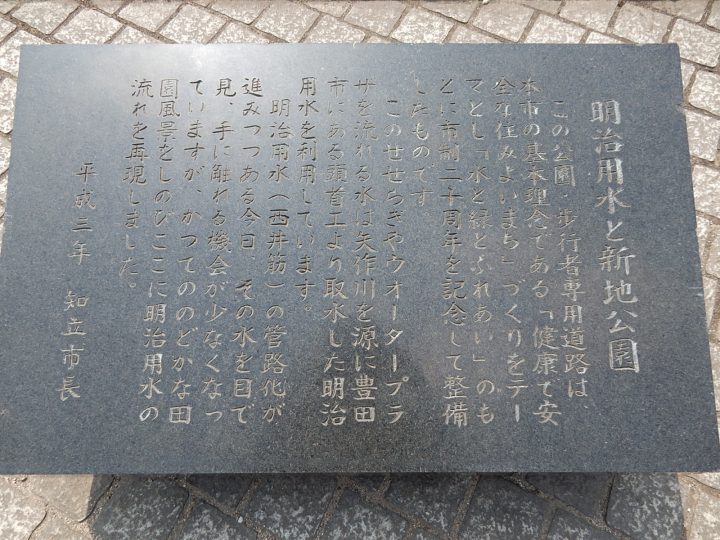 明治用水と新地公園
この公園・歩行者専用道路は
本市の基本理念である「健康で安
全な住みよいまち」づくりをテー
マとし「水と緑とふれあい」のも
とに市制二十周年を記念して整備
したものです。
このせせらぎやウオータープラ
ザを流れる水は矢作川を源に豊田
市にある頭首工より取水した明治
用水を利用しています。
明治用水（西井筋）の管路化が
進みつつある今日、その水を目で
見、手に触れる機会が少なくなっ
ていますが、かつてののどかな田
園風景をしのびここに明治用水の
流れを再現しました。
平成三年 知立市長